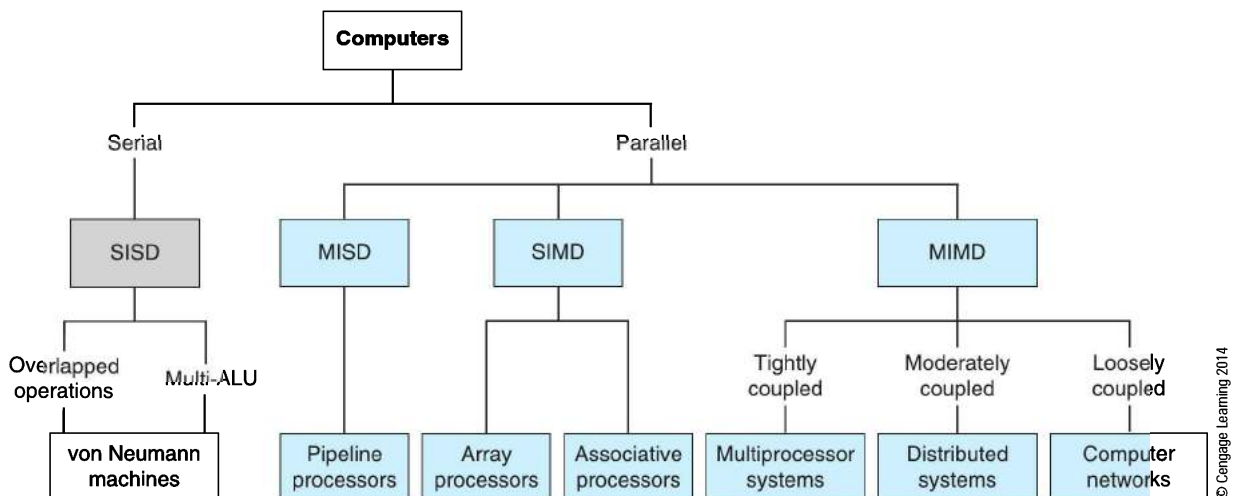 Computers
Serial
Parallel
SISD
MISD
SIMD
MIMD
Overlapped
operations
Multi-ALU
Tightly
coupled
Moderately
coupled
Loosely
coupled
von Neumann
machines
Pipeline
processors
Array
processors
Associative
processors
Multiprocessor
systems
Distributed
systems
Computer
networks
© Cengage Learning 2014